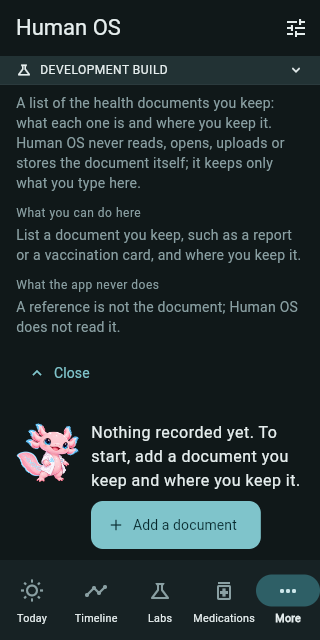 Human OS
DEVELOPMENT BUILD
A list of the health documents you keep:
what each one is and where you keep it.
Human OS never reads, opens, uploads or
stores the document itself; it keeps only
what you type here.
What you can do here
List a document you keep, such as a report
or a vaccination card, and where you keep it.
What the app never does
A reference is not the document; Human OS
does not read it.
Close
Nothing recorded yet. To
start, add a document you
keep and where you keep it.
Add a document
Today
Timeline
Labs
Medications
More